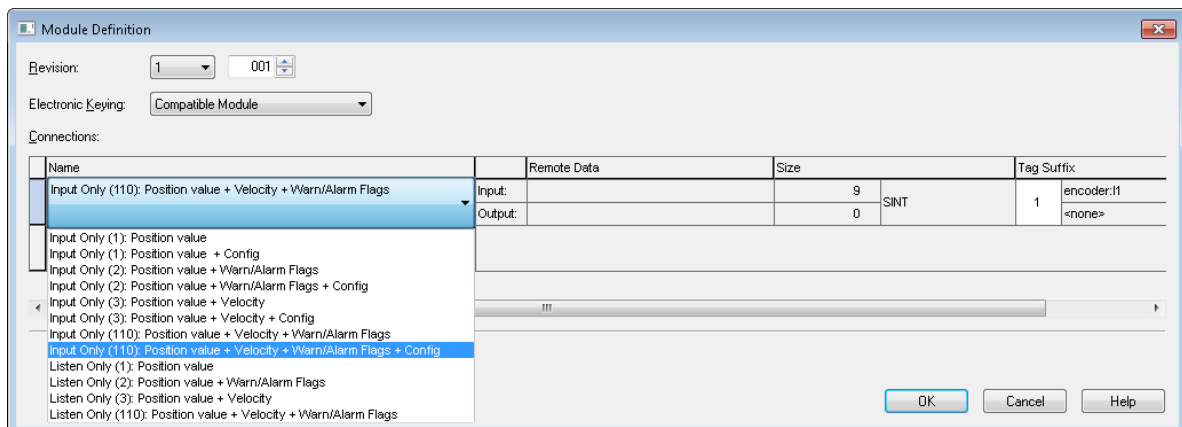 Module Definition
Revision: 1 001
Electronic Keying: Compatible Module
Connections:
Name Remote Data Size Tag Suffix
Input Only (110): Position value + Velocity + Warn/Alarm Flags Input: 9 SINT 1 encoder:I1
Output: 0 <none>
Input Only (1): Position value
Input Only (1): Position value + Config
Input Only (2): Position value + Warn/Alarm Flags
Input Only (2): Position value + Warn/Alarm Flags + Config
Input Only (3): Position value + Velocity
Input Only (3): Position value + Velocity + Config
Input Only (110): Position value + Velocity + Warn/Alarm Flags
Input Only (110): Position value + Velocity + Warn/Alarm Flags + Config
Listen Only (1): Position value
Listen Only (2): Position value + Warn/Alarm Flags
Listen Only (3): Position value + Velocity
Listen Only (110): Position value + Velocity + Warn/Alarm Flags
OK Cancel Help